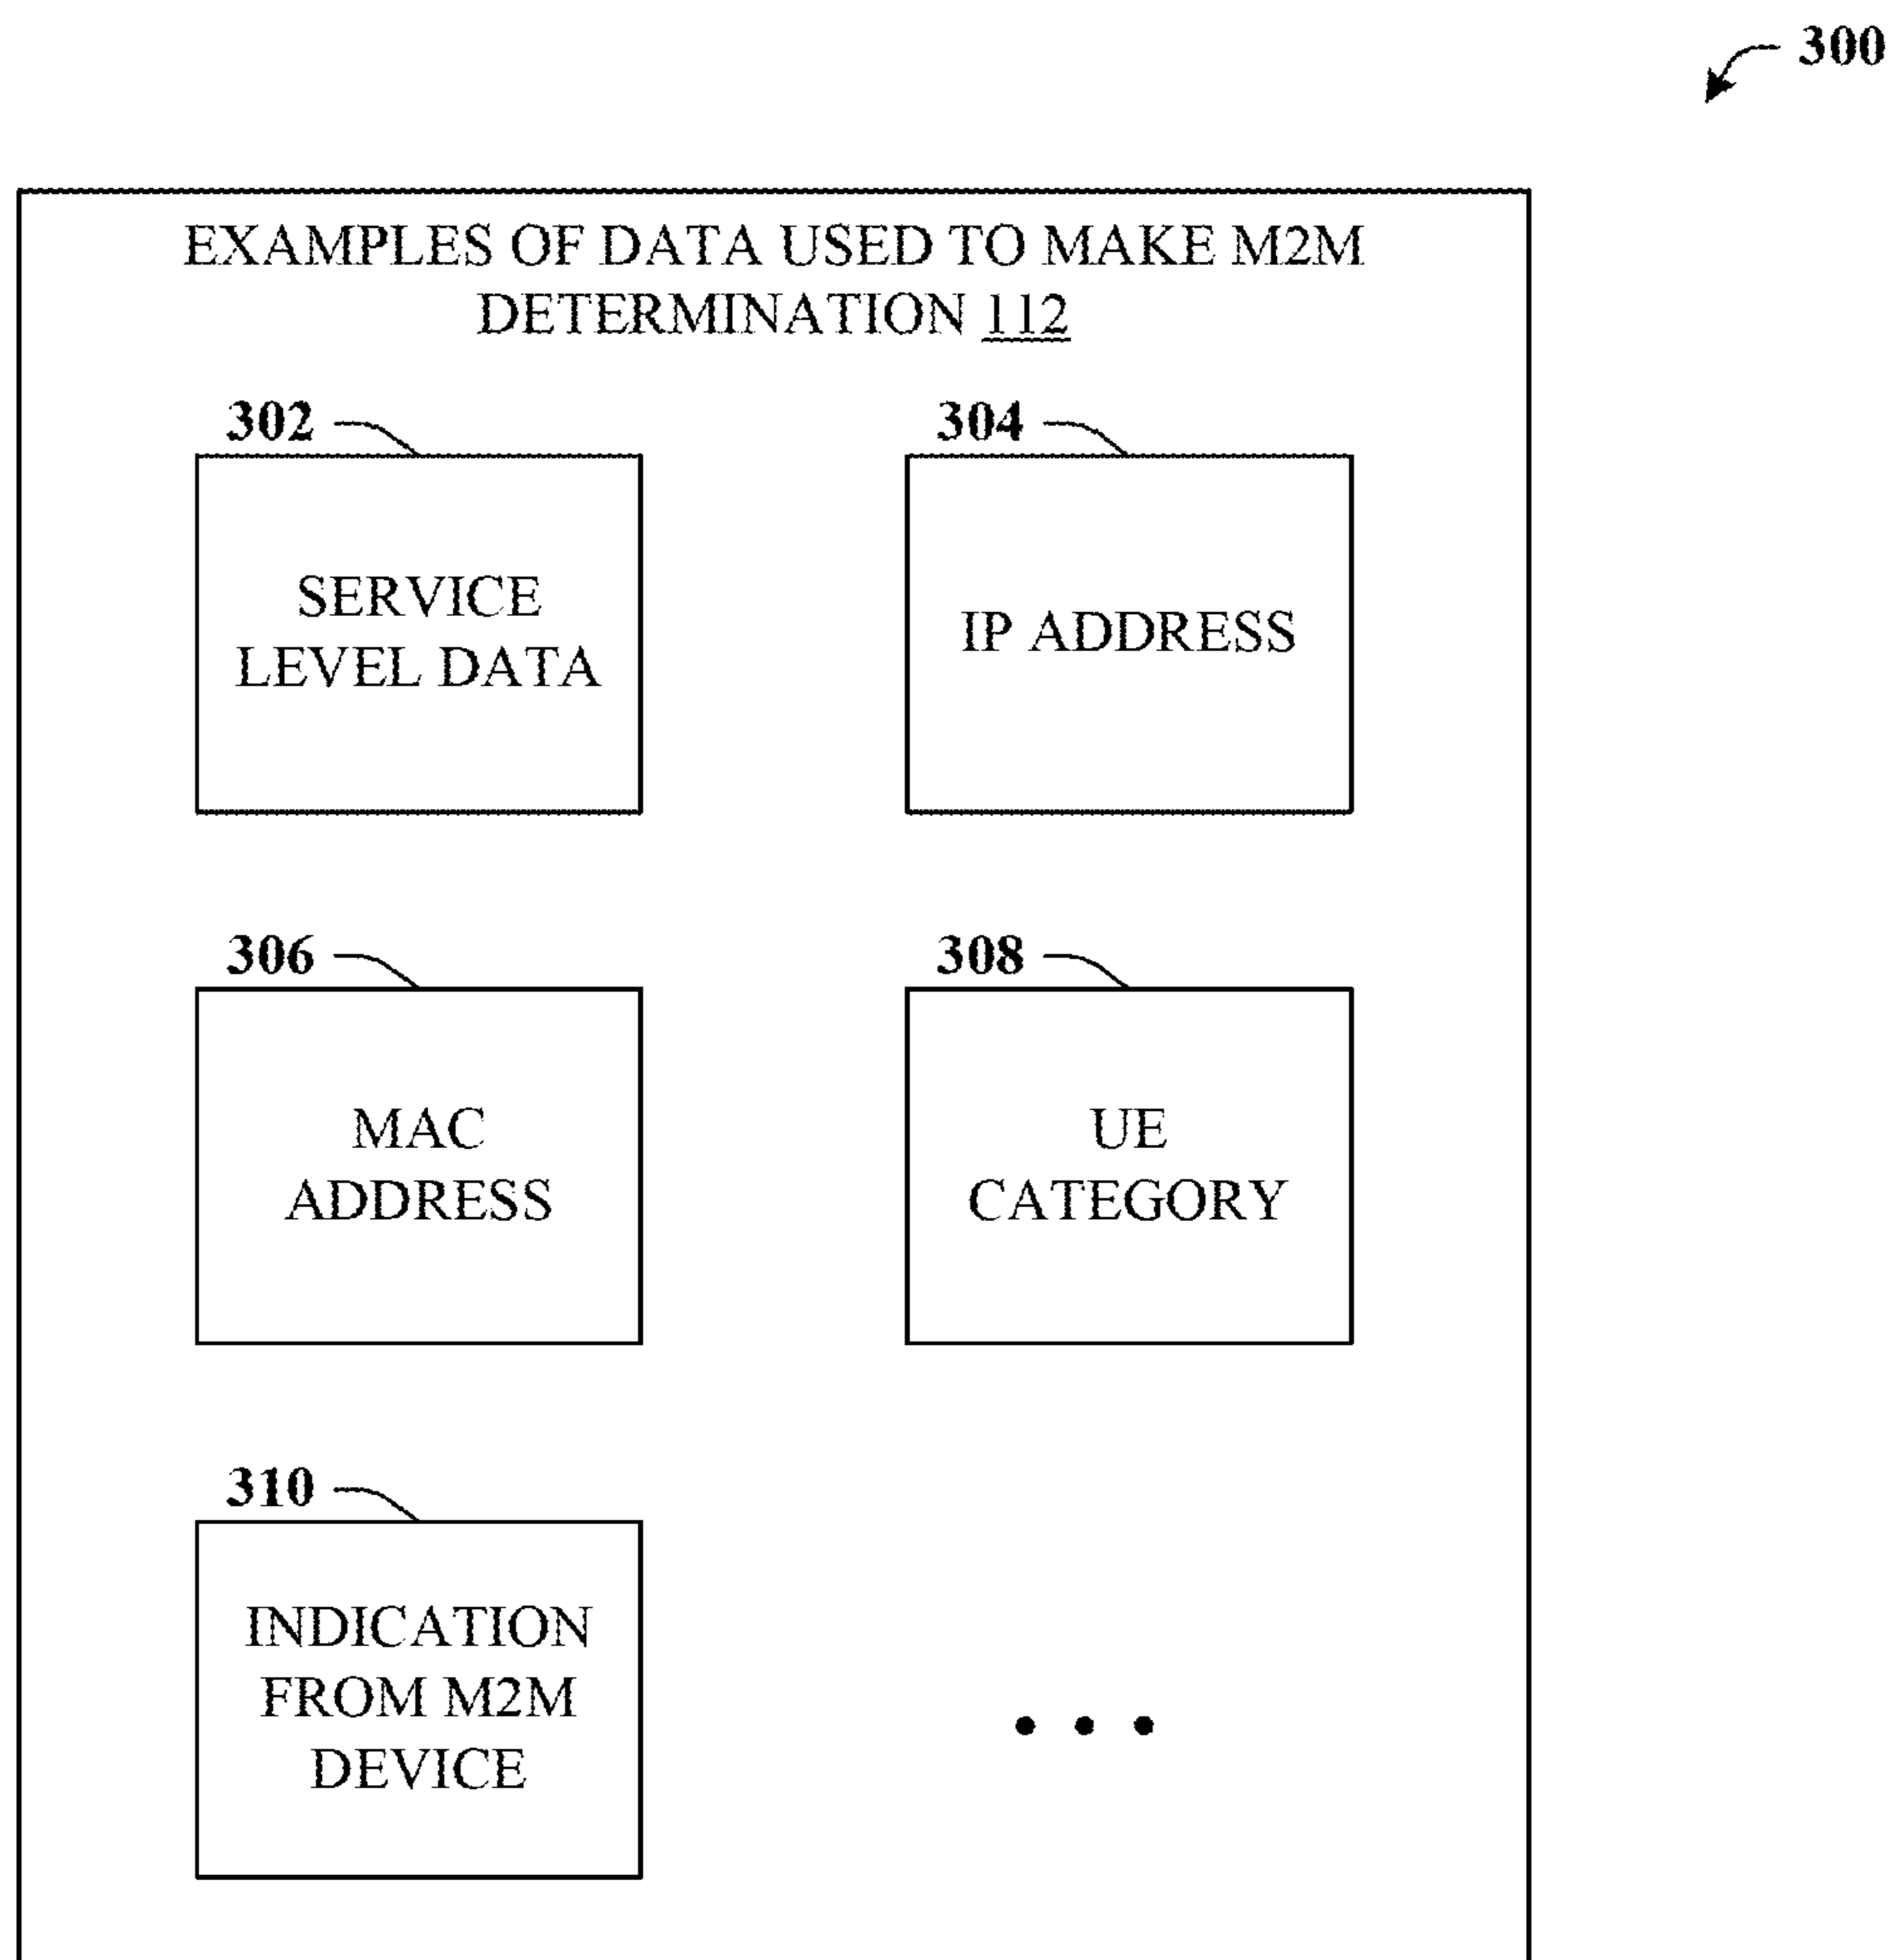 300
EXAMPLES OF DATA USED TO MAKE M2M
DETERMINATION 112
302
SERVICE
LEVEL DATA
304
IP ADDRESS
306
MAC
ADDRESS
308
UE
CATEGORY
310
INDICATION
FROM M2M
DEVICE
• • •